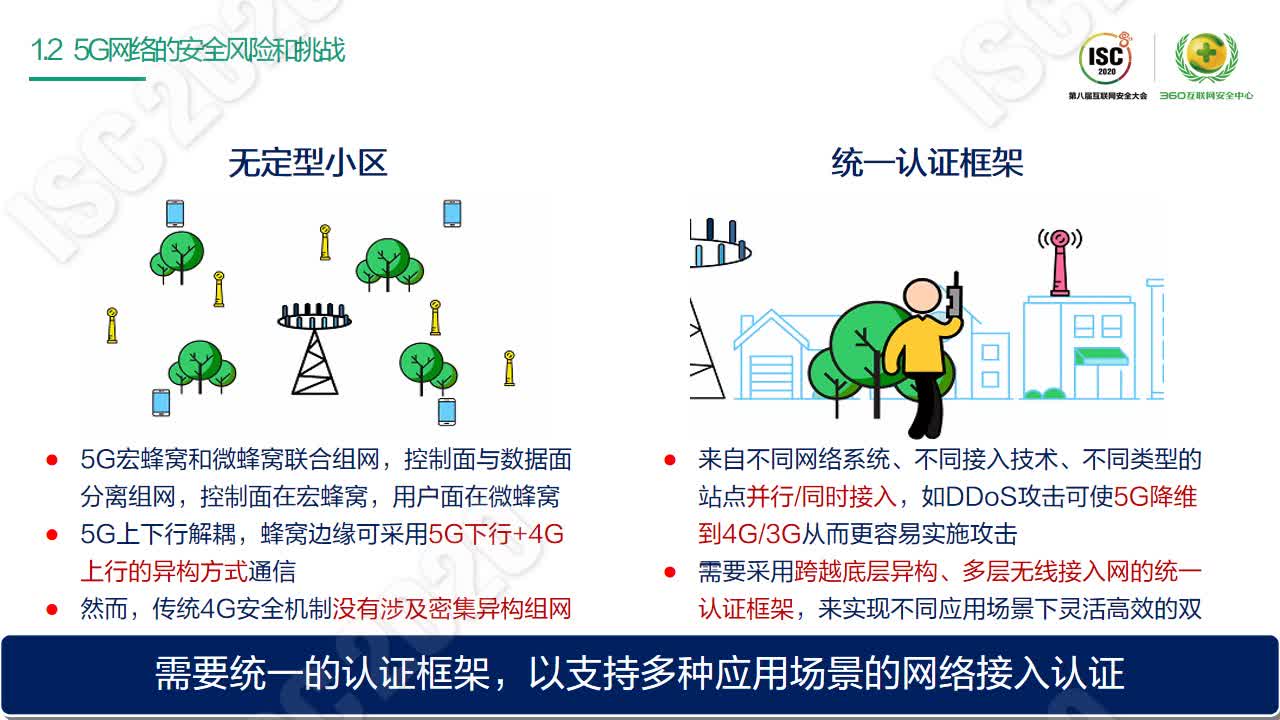 1.2 5G网络的安全风险和挑战
ISC
2020
第八届互联网安全大会
360互联网安全中心
无定型小区
统一认证框架
5G宏蜂窝和微蜂窝联合组网，控制面与数据面
分离组网，控制面在宏蜂窝，用户面在微蜂窝
5G上下行解耦，蜂窝边缘可采用5G下行+4G
上行的异构方式通信
然而，传统4G安全机制没有涉及密集异构组网
来自不同网络系统、不同接入技术、不同类型的
站点并行/同时接入，如DDoS攻击可使5G降维
到4G/3G从而更容易实施攻击
需要采用跨越底层异构、多层无线接入网的统一
认证框架，来实现不同应用场景下灵活高效的双
需要统一的认证框架，以支持多种应用场景的网络接入认证
ISC 2020
ISC 2020
ISC 2020